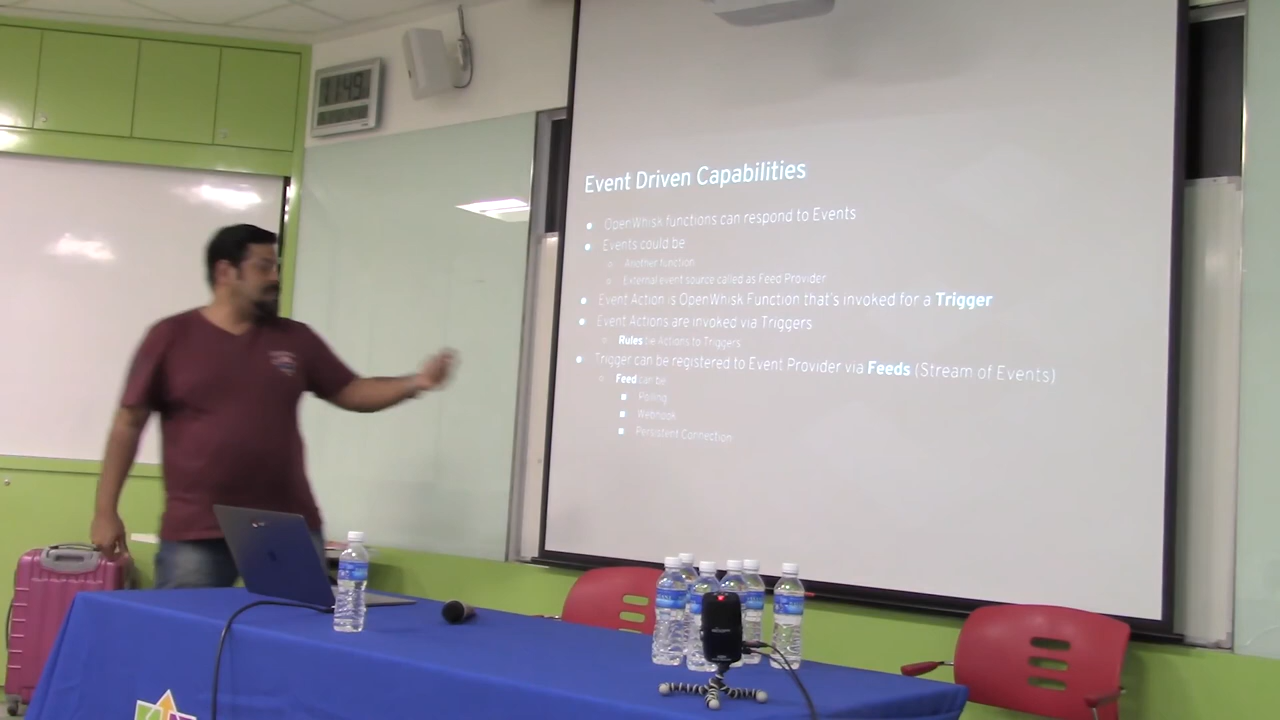 11:49
Event Driven Capabilities
OpenWhisk functions can respond to Events
Events could be
Another function
External event source called as Feed Provider
Event Action is OpenWhisk Function that's invoked for a Trigger
Event Actions are invoked via Triggers
Rules tie Actions to Triggers
Trigger can be registered to Event Provider via Feeds (Stream of Events)
Feed can be
Polling
Webhook
Persistent Connection